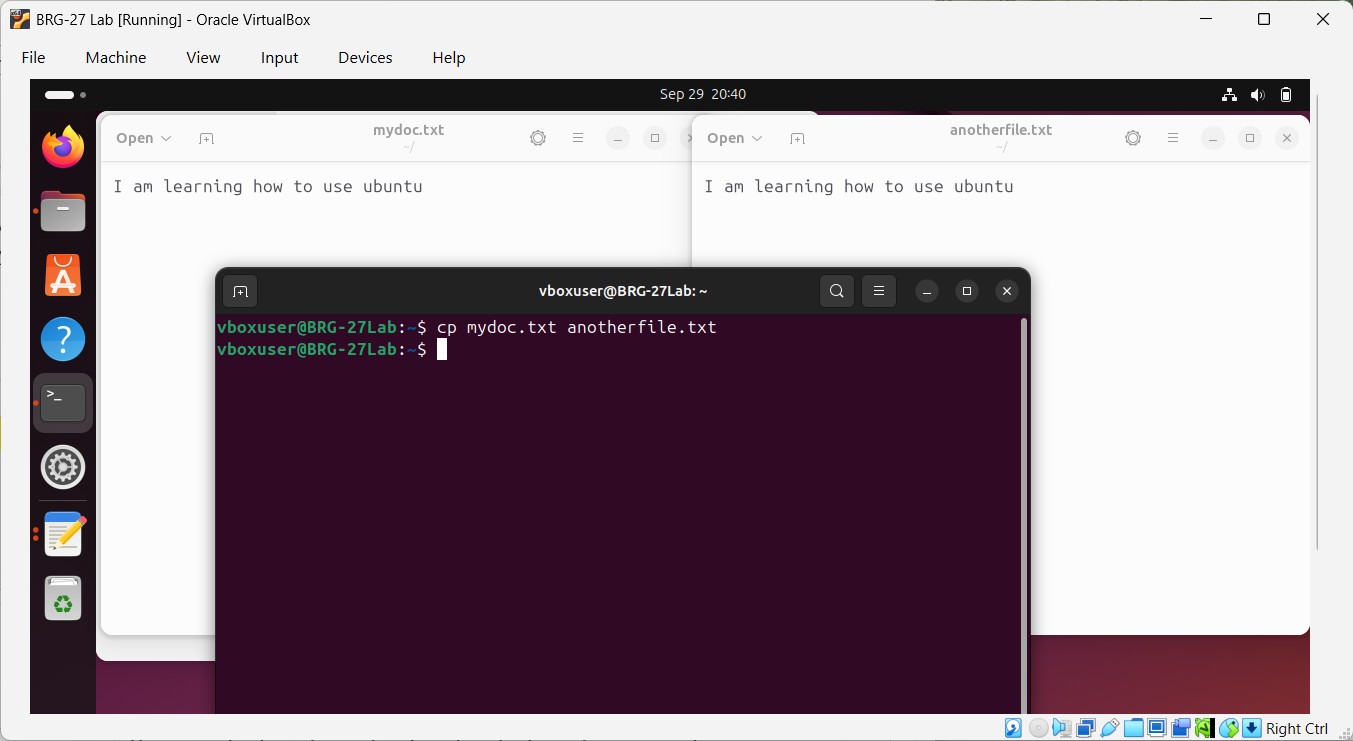 BRG-27 Lab [Running] - Oracle VirtualBox
File Machine View Input Devices Help
Sep 29 20:40
Open mydoc.txt
~/
Open anotherfile.txt
~/
I am learning how to use ubuntu
I am learning how to use ubuntu
vboxuser@BRG-27Lab: ~
vboxuser@BRG-27Lab:~$ cp mydoc.txt anotherfile.txt
vboxuser@BRG-27Lab:~$
Right Ctrl